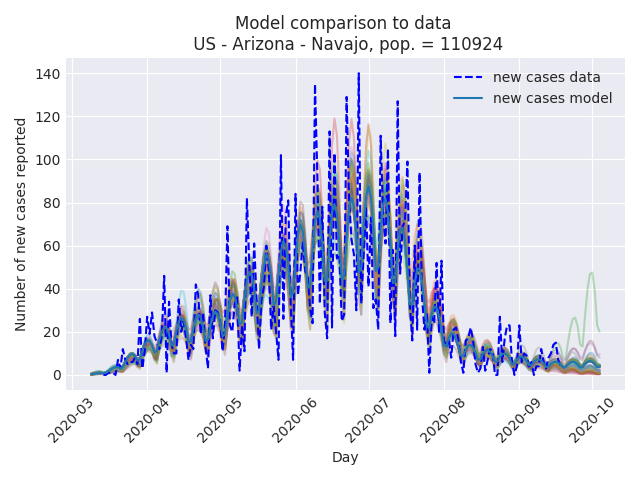 Model comparison to data
US - Arizona - Navajo, pop. = 110924
new cases data
new cases model
Number of new cases reported
140
120
100
80
60
40
20
0
2020-03
2020-04
2020-05
2020-06
2020-07
2020-08
2020-09
2020-10
Day